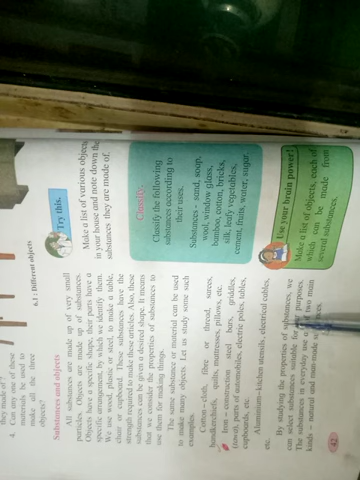 they made of ?
4. Can any one of these
materials be used to
make all the three
objects?
6.1 : Different objects
Substances and objects
All substances are made up of very small
particles. Objects are made up of substances.
Objects have a specific shape, their parts have a
specific arrangement, by which we identify them.
We use wood, plastic or steel, to make a table,
chair or cupboard. These substances have the
strength required to make these articles. Also, these
substances can be given the desired shape. It means
that we consider the properties of substances to
use them for making things.
The same substance or material can be used
to make many objects. Let us study some such
examples.
Cotton - cloth, fibre or thread, sarees,
handkerchiefs, quilts, mattresses, pillows, etc.
Iron - construction steel bars, griddles,
(tava), parts of automobiles, electric poles, tables,
cupboards, etc.
Aluminium - kitchen utensils, electrical cables,
etc.
By studying the properties of substances, we
can select substances suitable for our purposes.
The substances in everyday use are of two main
kinds - natural and man-made substances.
42
Try this.
Make a list of various objects
in your house and note down the
substances they are made of.
Classify.
Classify the following
substances according to
their uses.
Substances - sand, soap,
wool, window glass,
bamboo, cotton, bricks,
silk, leafy vegetables,
cement, fruits, water, sugar.
Use your brain power!
Make a list of objects, each of
which can be made from
several substances.